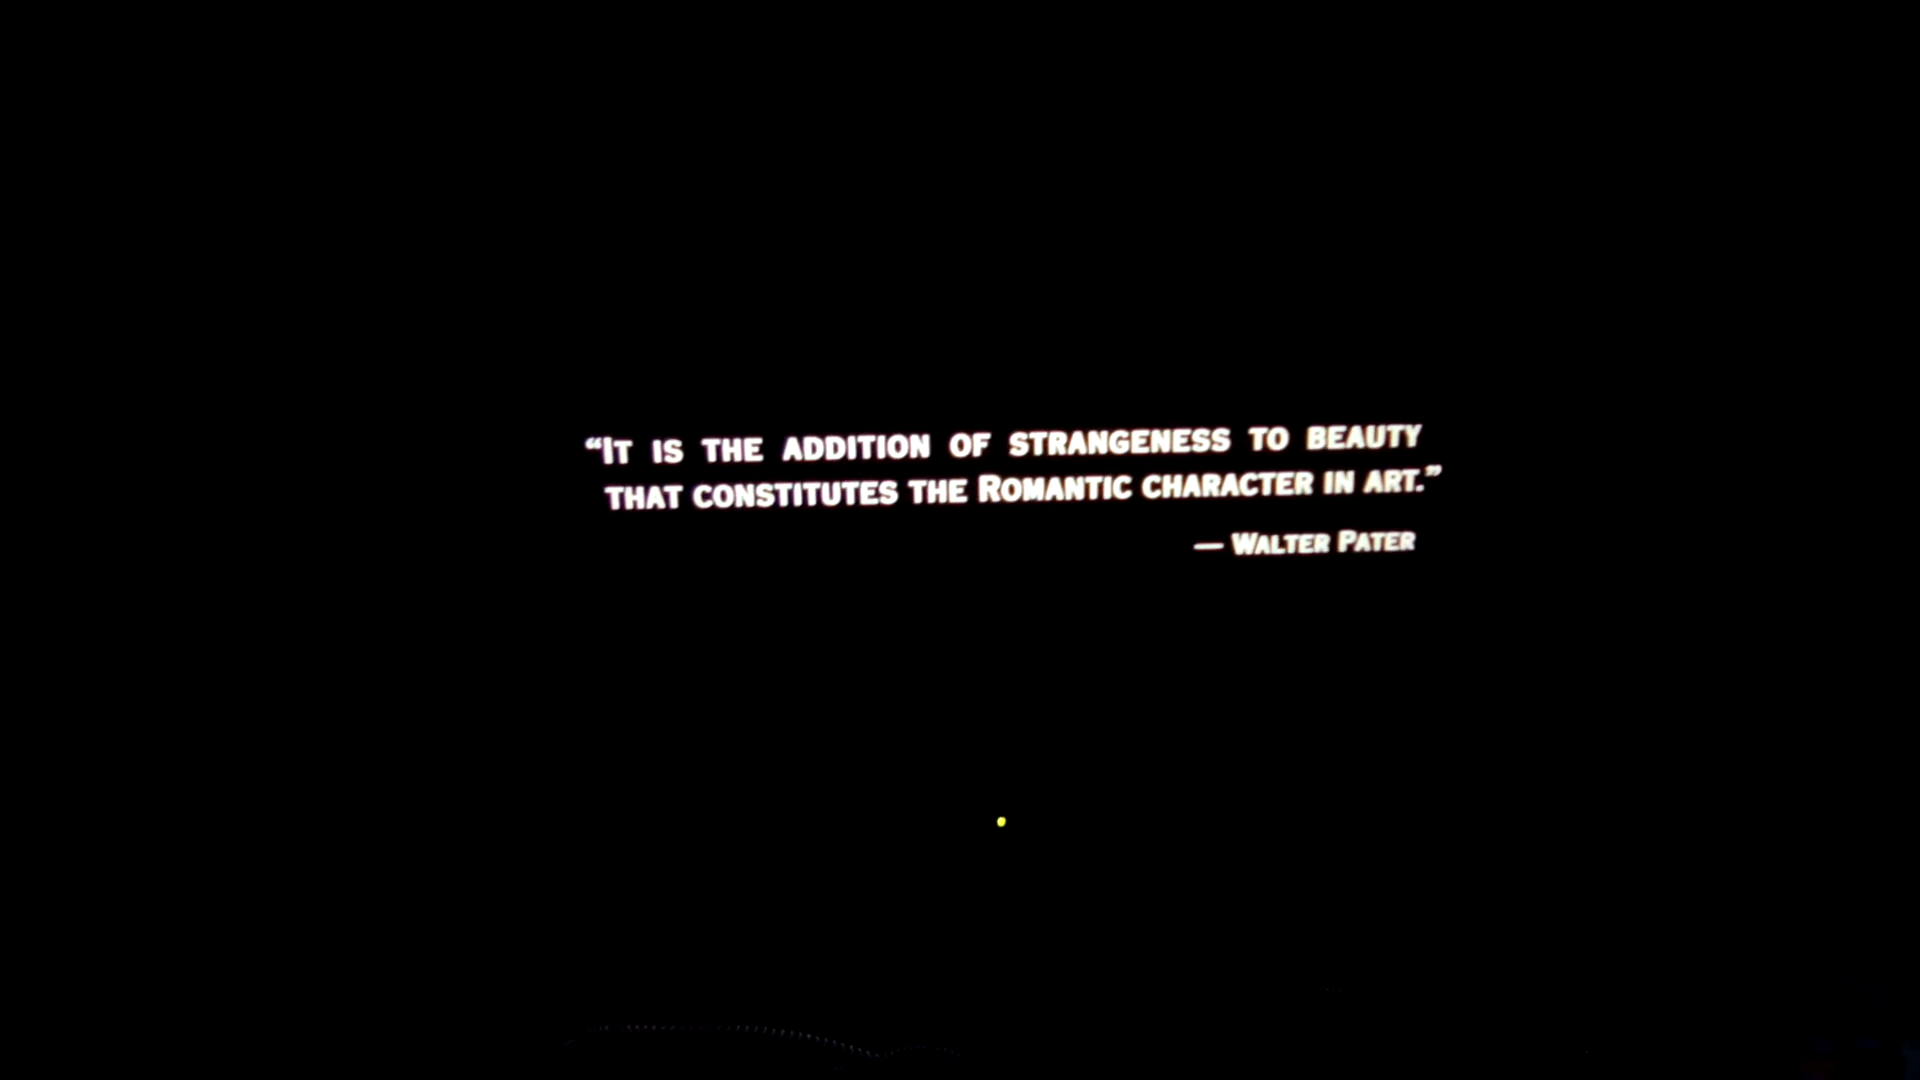 “It is the addition of strangeness to beauty
that constitutes the Romantic character in art.”
— Walter Pater